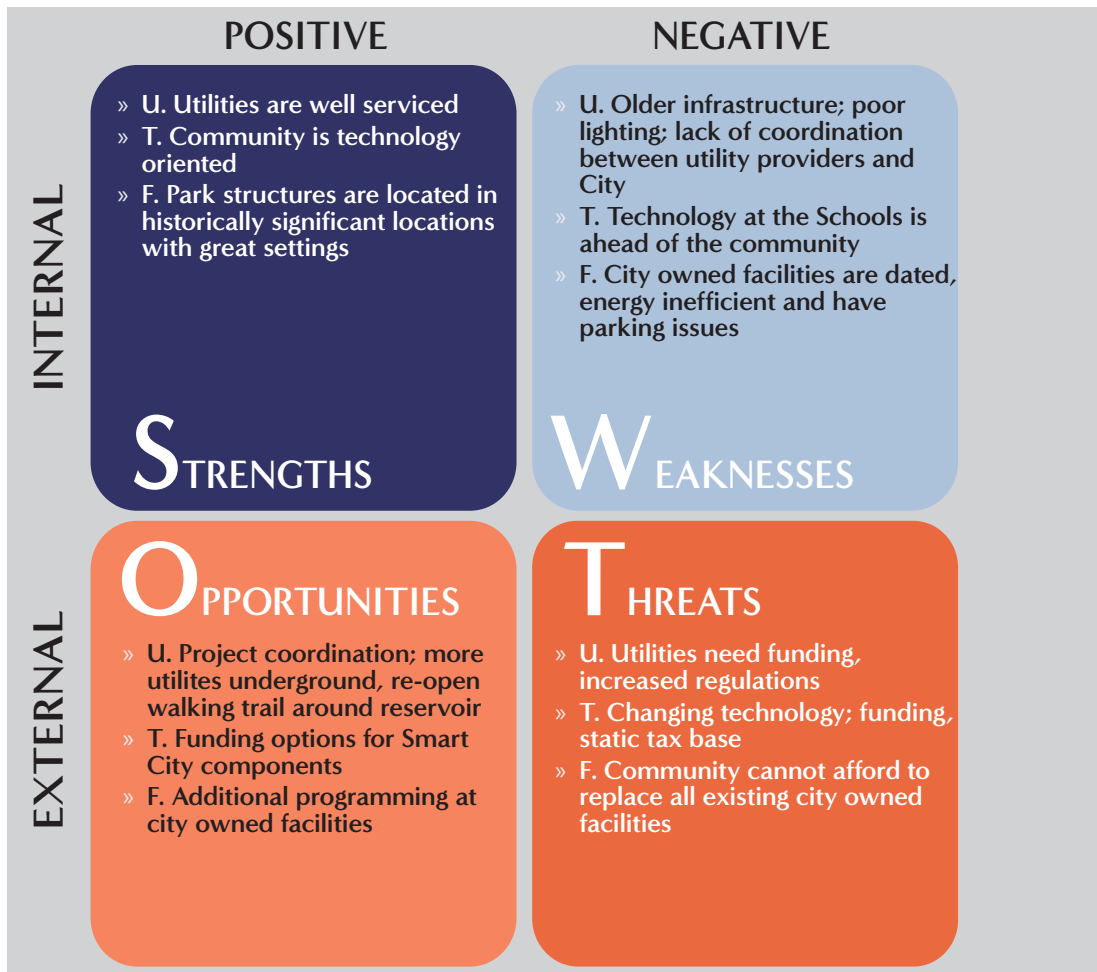 POSITIVE
NEGATIVE
INTERNAL
» U. Utilities are well serviced
» T. Community is technology
oriented
» F. Park structures are located in
historically significant locations
with great settings
STRENGTHS
» U. Older infrastructure; poor
lighting; lack of coordination
between utility providers and
City
» T. Technology at the Schools is
ahead of the community
» F. City owned facilities are dated,
energy inefficient and have
parking issues
WEAKNESSES
EXTERNAL
OPPORTUNITIES
» U. Project coordination; more
utilites underground, re-open
walking trail around reservoir
» T. Funding options for Smart
City components
» F. Additional programming at
city owned facilities
THREATS
» U. Utilities need funding,
increased regulations
» T. Changing technology; funding,
static tax base
» F. Community cannot afford to
replace all existing city owned
facilities